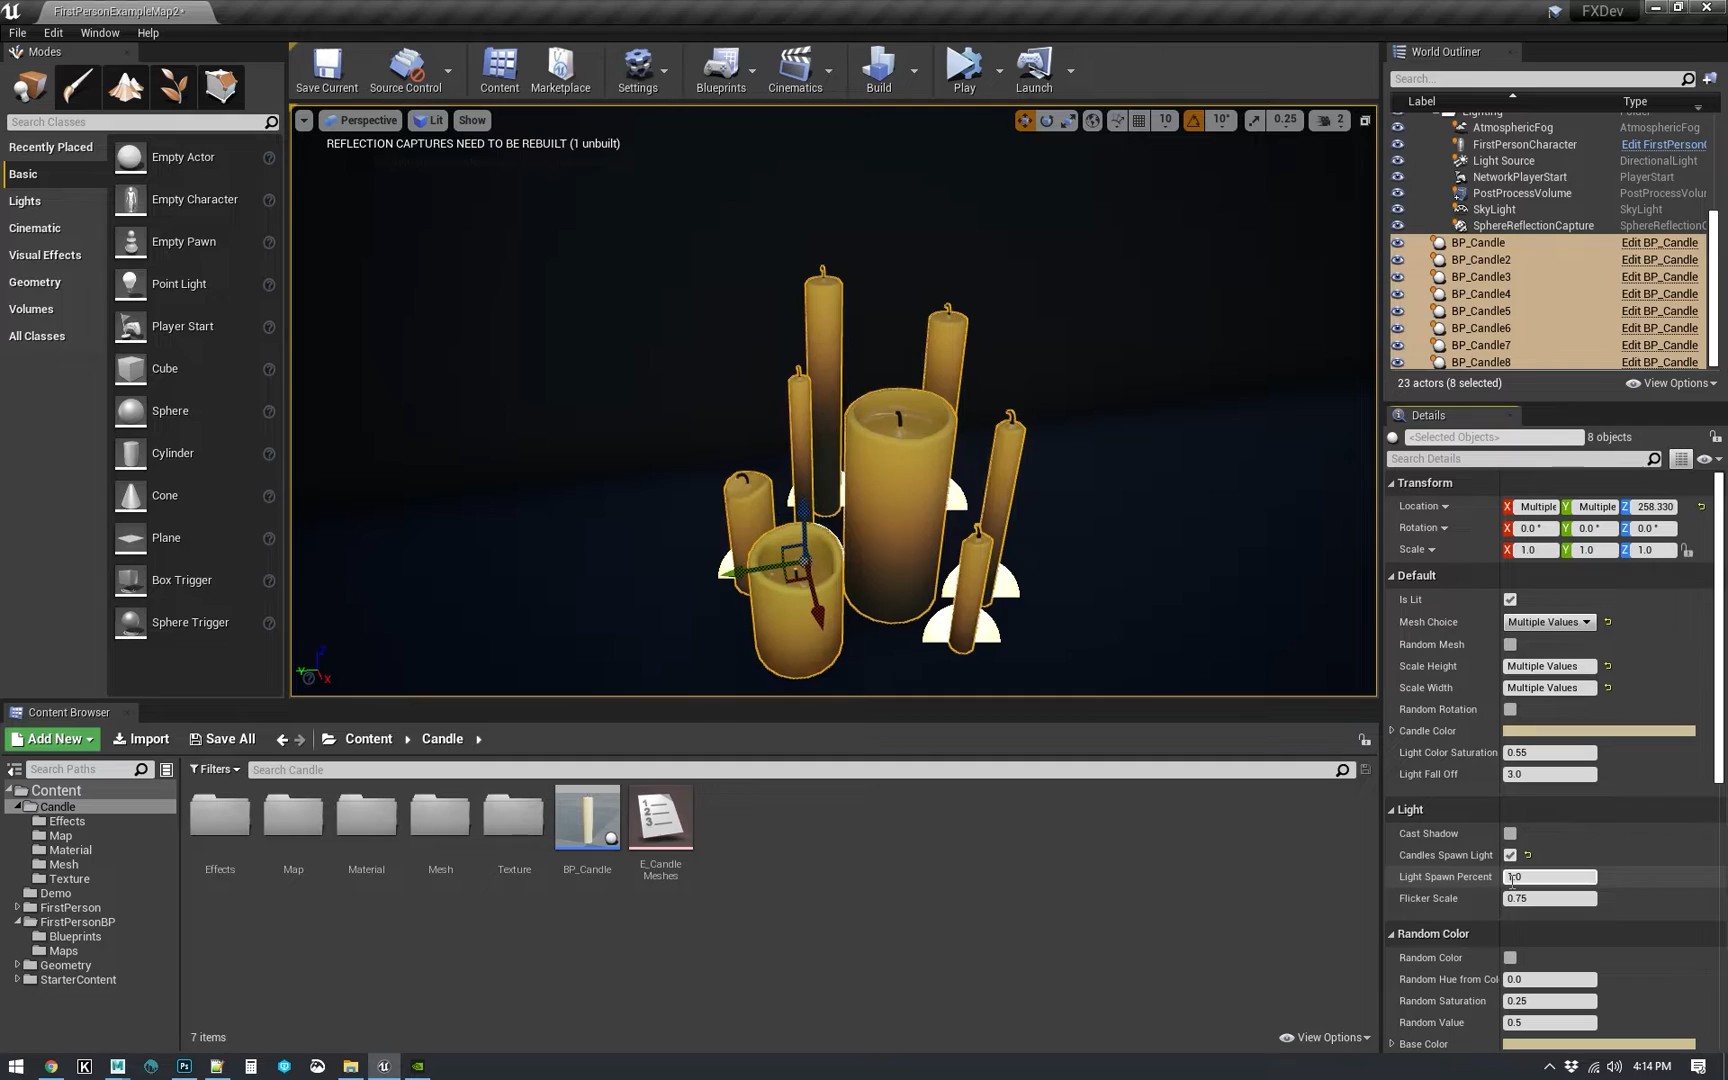 FirstPersonExampleMap2*
FXDev
File Edit Window Help
Modes
Search Classes
Recently Placed
Basic
Lights
Cinematic
Visual Effects
Geometry
Volumes
All Classes
Empty Actor
Empty Character
Empty Pawn
Point Light
Player Start
Cube
Sphere
Cylinder
Cone
Plane
Box Trigger
Sphere Trigger
Save Current Source Control Content Marketplace Settings Blueprints Cinematics Build Play Launch
Perspective Lit Show 10 10° 0.25 2
REFLECTION CAPTURES NEED TO BE REBUILT (1 unbuilt)
World Outliner
Search...
Label Type
AtmosphericFog AtmosphericFog
FirstPersonCharacter Edit FirstPerson
Light Source DirectionalLight
NetworkPlayerStart PlayerStart
PostProcessVolume PostProcessVolu
SkyLight SkyLight
SphereReflectionCapture SphereReflection
BP_Candle Edit BP_Candle
BP_Candle2 Edit BP_Candle
BP_Candle3 Edit BP_Candle
BP_Candle4 Edit BP_Candle
BP_Candle5 Edit BP_Candle
BP_Candle6 Edit BP_Candle
BP_Candle7 Edit BP_Candle
BP_Candle8 Edit BP_Candle
23 actors (8 selected) View Options
Details
<Selected Objects> 8 objects
Search Details
Transform
Location X Multiple Y Multiple Z 258.330
Rotation X 0.0 ° Y 0.0 ° Z 0.0 °
Scale X 1.0 Y 1.0 Z 1.0
Default
Is Lit
Mesh Choice Multiple Values
Random Mesh
Scale Height Multiple Values
Scale Width Multiple Values
Random Rotation
Candle Color
Light Color Saturation 0.55
Light Fall Off 3.0
Light
Cast Shadow
Candles Spawn Light
Light Spawn Percent 1.0
Flicker Scale 0.75
Random Color
Random Color
Random Hue from Col 0.0
Random Saturation 0.25
Random Value 0.5
Base Color
Content Browser
Add New Import Save All Content Candle
Search Paths
Filters Search Candle
Content
Candle
Effects
Map
Material
Mesh
Texture
Demo
FirstPerson
FirstPersonBP
Blueprints
Maps
Geometry
StarterContent
Effects Map Material Mesh Texture BP_Candle E_Candle
Meshes
7 items View Options
4:14 PM